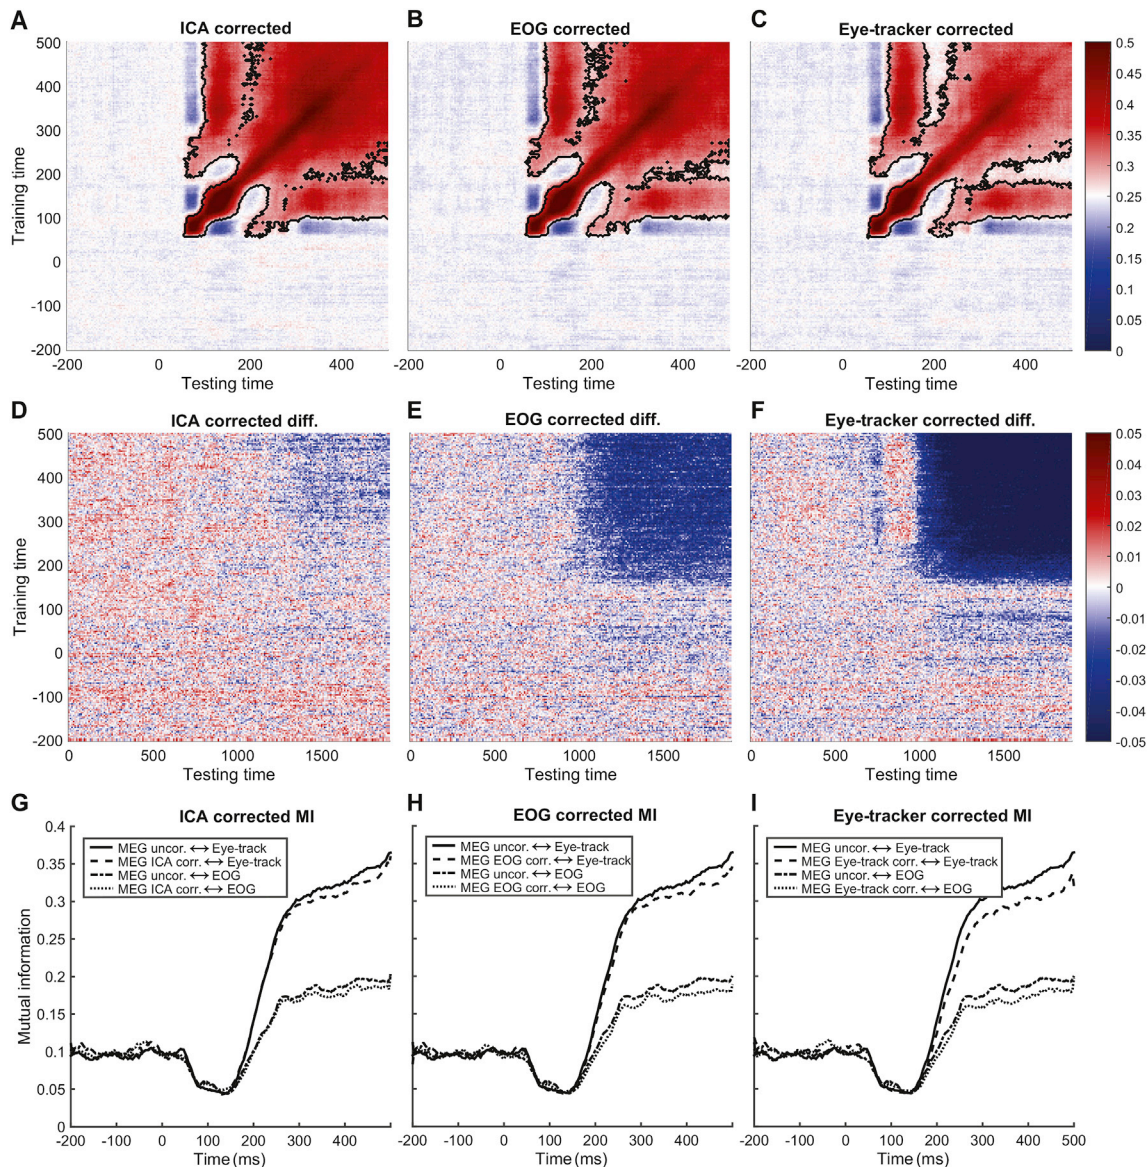 A ICA corrected
B EOG corrected
C Eye-tracker corrected
500
400
300
200
100
0
-100
-200
Training time
-200 0 200 400
Testing time
-200 0 200 400
Testing time
-200 0 200 400
Testing time
0.5
0.45
0.4
0.35
0.3
0.25
0.2
0.15
0.1
0.05
0
D ICA corrected diff.
E EOG corrected diff.
F Eye-tracker corrected diff.
500
400
300
200
100
0
-100
-200
Training time
0 500 1000 1500
Testing time
0 500 1000 1500
Testing time
0 500 1000 1500
Testing time
0.05
0.04
0.03
0.02
0.01
0
-0.01
-0.02
-0.03
-0.04
-0.05
G ICA corrected MI
H EOG corrected MI
I Eye-tracker corrected MI
0.4
0.35
0.3
0.25
0.2
0.15
0.1
0.05
0
Mutual information
MEG uncor. ↔ Eye-track
MEG ICA corr. ↔ Eye-track
MEG uncor. ↔ EOG
MEG ICA corr. ↔ EOG
-200 -100 0 100 200 300 400
Time (ms)
MEG uncor. ↔ Eye-track
MEG EOG corr. ↔ Eye-track
MEG uncor. ↔ EOG
MEG EOG corr. ↔ EOG
-200 -100 0 100 200 300 400
Time (ms)
MEG uncor. ↔ Eye-track
MEG Eye-track corr. ↔ Eye-track
MEG uncor. ↔ EOG
MEG Eye-track corr. ↔ EOG
-200 -100 0 100 200 300 400 500
Time (ms)